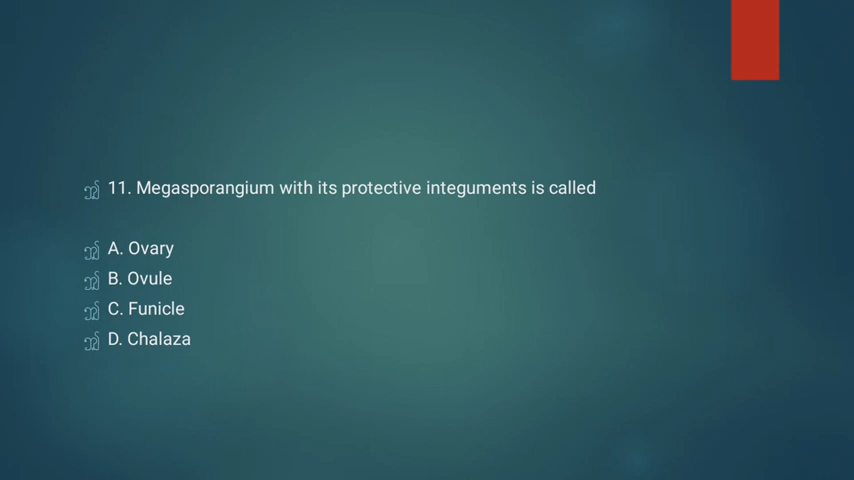 11. Megasporangium with its protective integuments is called
A. Ovary
B. Ovule
C. Funicle
D. Chalaza